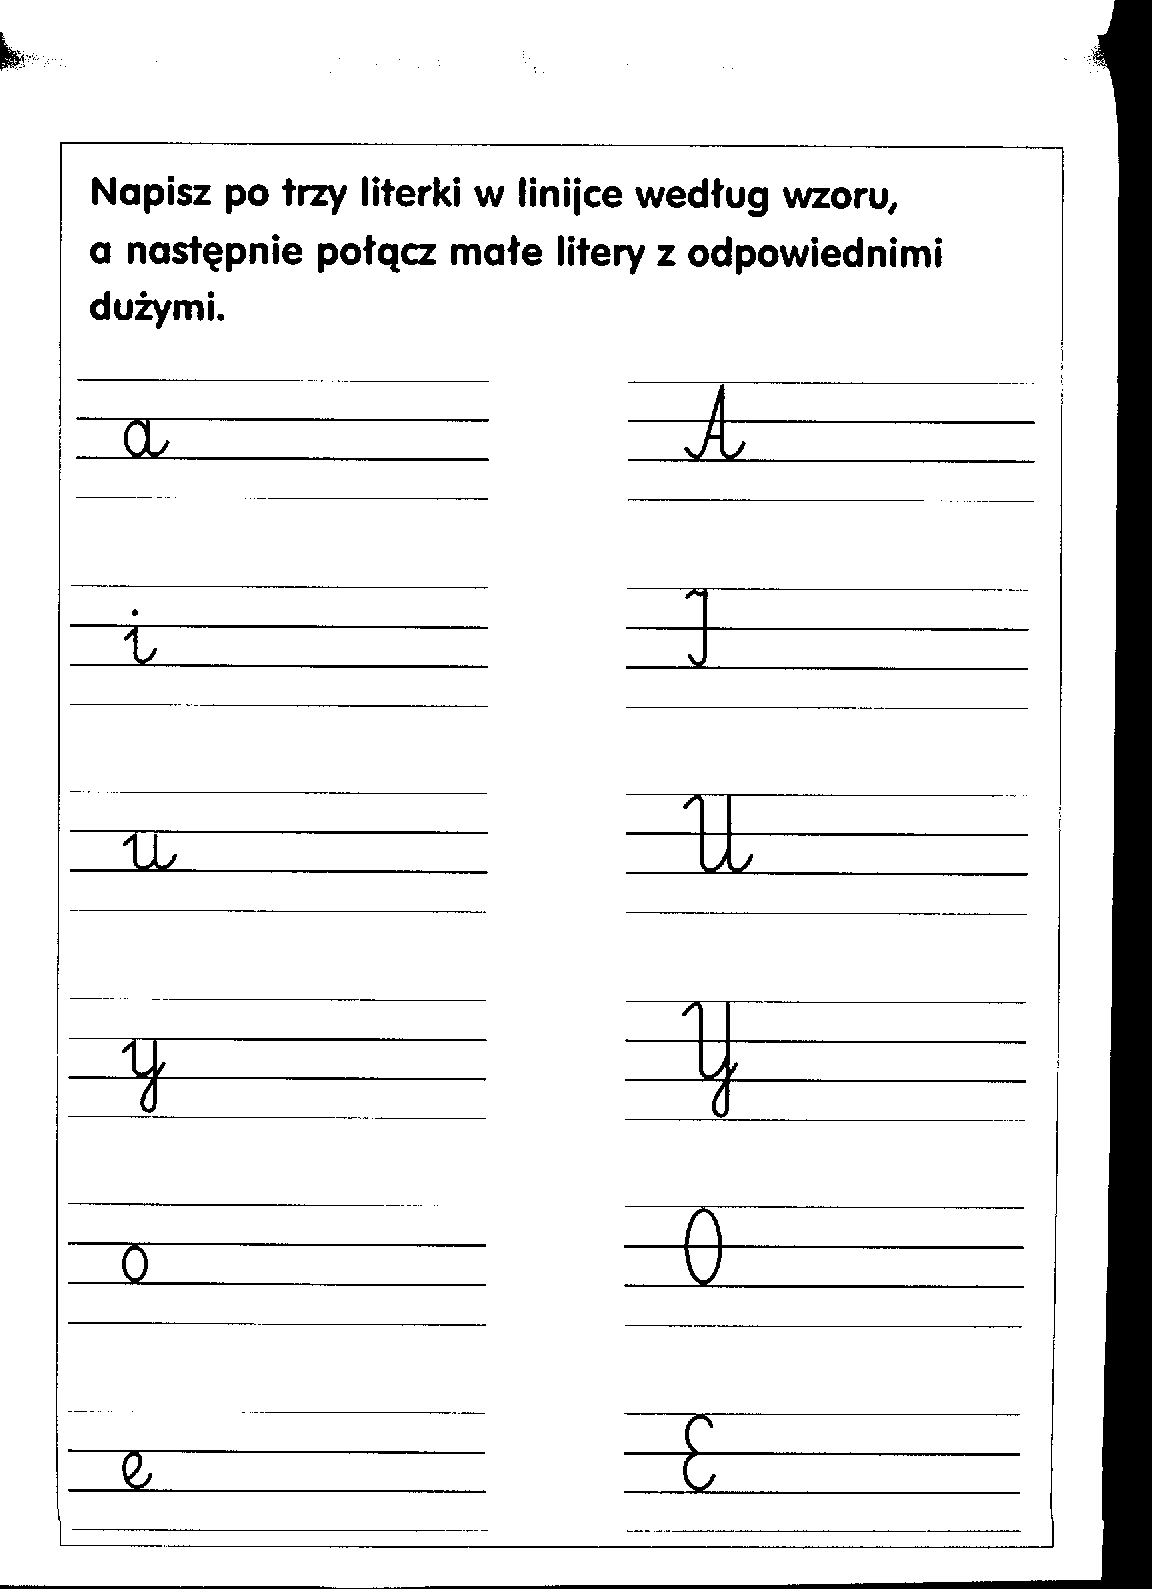 Napisz po trzy literki w linijce według wzoru,
a następnie połącz małe litery z odpowiednimi
dużymi.
a A
i I
u U
y Y
o O
e E